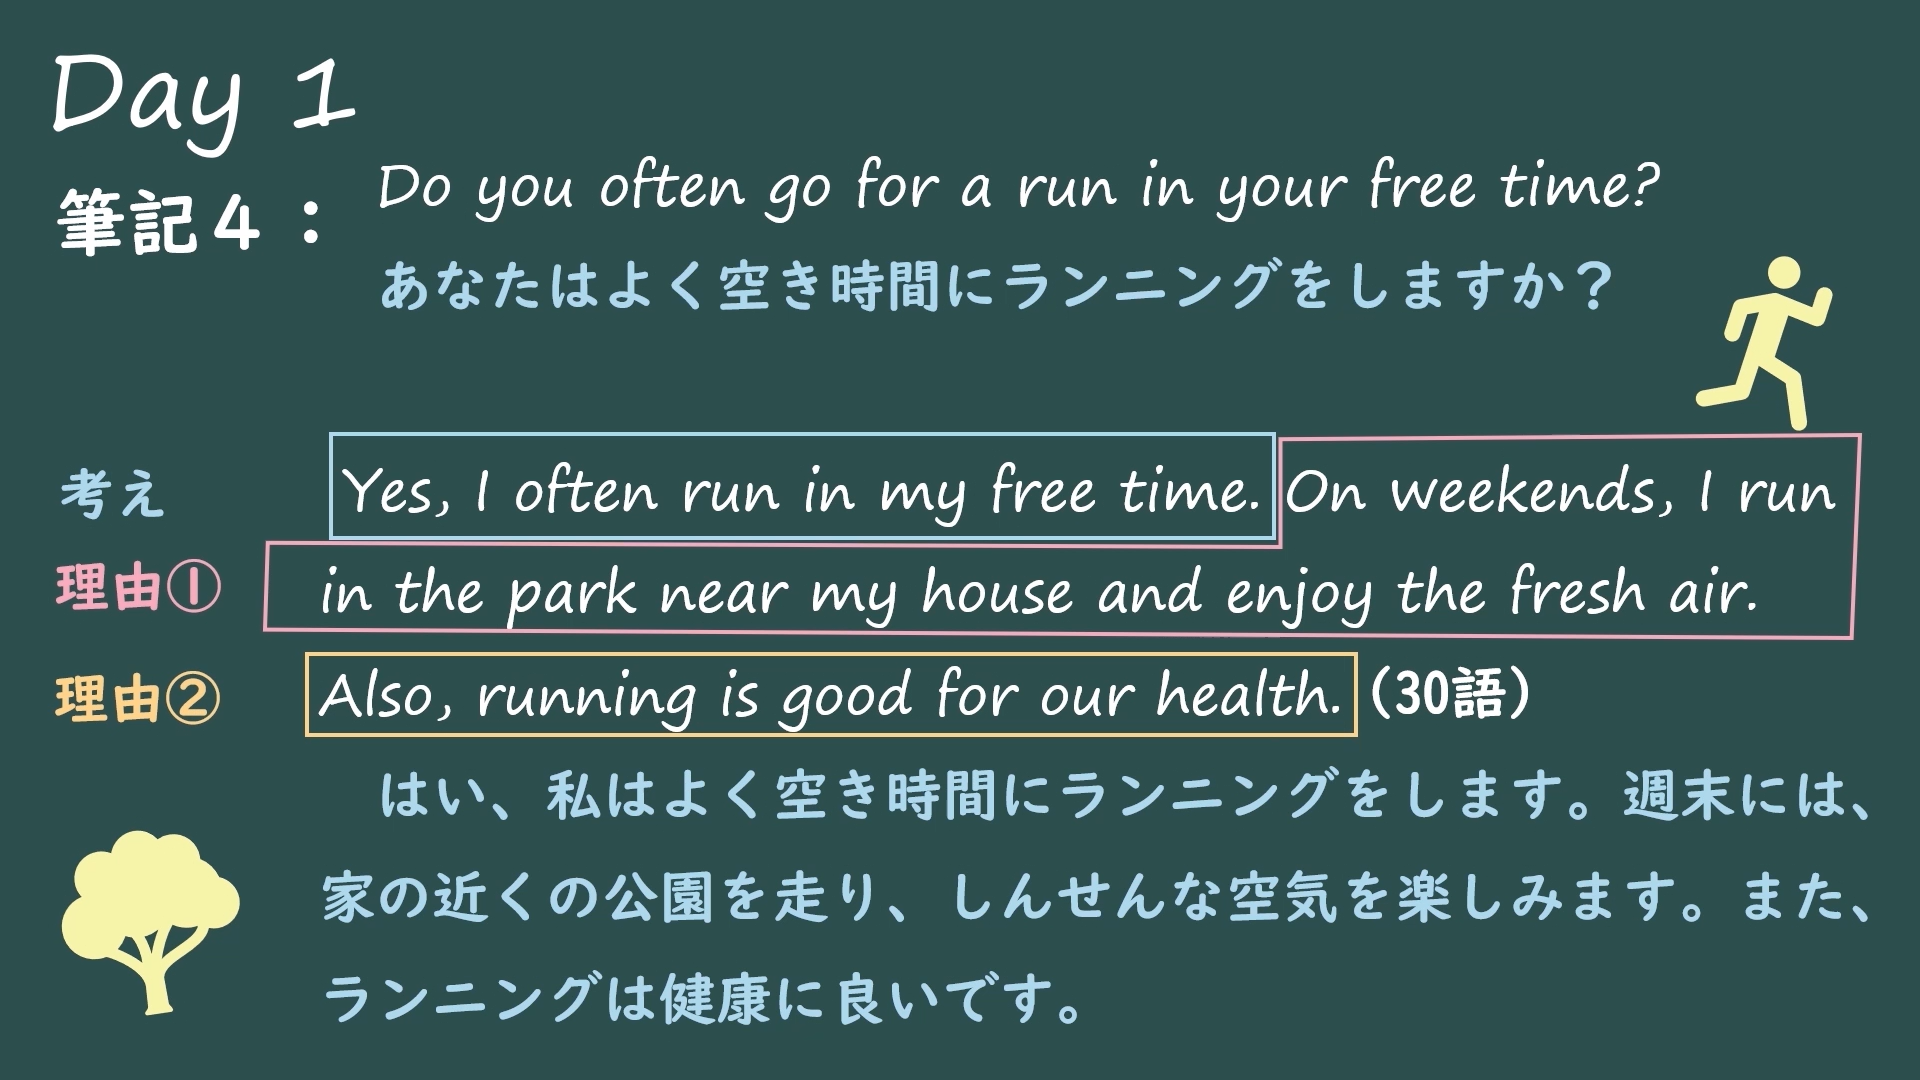 Day 1
筆記４：
Do you often go for a run in your free time?
あなたはよく空き時間にランニングをしますか？
考え
Yes, I often run in my free time. On weekends, I run
理由①
in the park near my house and enjoy the fresh air.
理由②
Also, running is good for our health. (30語)
はい、私はよく空き時間にランニングをします。週末には、
家の近くの公園を走り、しんせんな空気を楽しみます。また、
ランニングは健康に良いです。